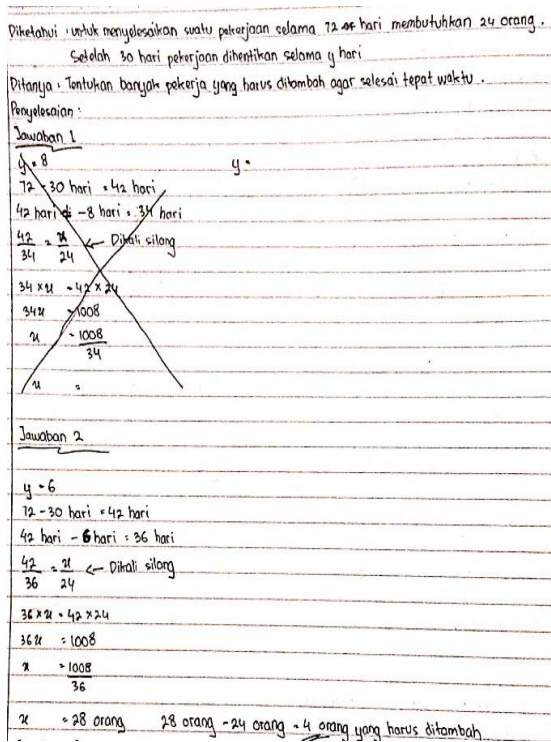 Diketahui : untuk menyelesaikan suatu pekerjaan selama 72 hari membutuhkan 24 orang.
Setelah 30 hari pekerjaan dihentikan selama y hari
Ditanya : Tentukan banyak pekerja yang harus ditambah agar selesai tepat waktu.
Penyelesaian :
Jawaban 1
y = 8 y =
72 - 30 hari = 42 hari
42 hari - 8 hari = 34 hari
42/34 = x/24 ← Dikali silang
34 × x = 42 × 24
34x = 1008
x = 1008/34
x =
Jawaban 2
y = 6
72 - 30 hari = 42 hari
42 hari - 6 hari = 36 hari
42/36 = x/24 ← Dikali silang
36 × x = 42 × 24
36x = 1008
x = 1008/36
x = 28 orang 28 orang - 24 orang = 4 orang yang harus ditambah